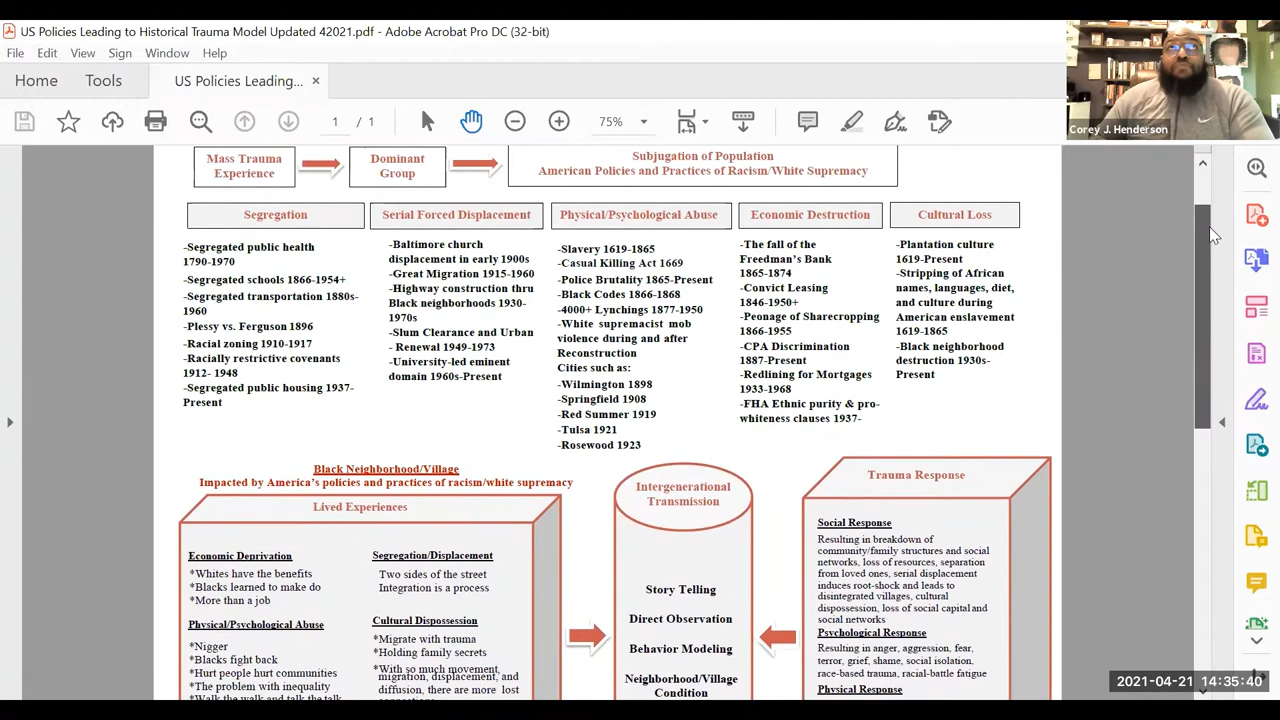 US Policies Leading to Historical Trauma Model Updated 42021.pdf - Adobe Acrobat Pro DC (32-bit)
File Edit View Sign Window Help
Home Tools US Policies Leading... ×
1 / 1 75%
Corey J. Henderson
Mass Trauma
Experience
Dominant
Group
Subjugation of Population
American Policies and Practices of Racism/White Supremacy
Segregation
-Segregated public health
1790-1970
-Segregated schools 1866-1954+
-Segregated transportation 1880s-
1960
-Plessy vs. Ferguson 1896
-Racial zoning 1910-1917
-Racially restrictive covenants
1912- 1948
-Segregated public housing 1937-
Present
Serial Forced Displacement
-Baltimore church
displacement in early 1900s
-Great Migration 1915-1960
-Highway construction thru
Black neighborhoods 1930-
1970s
-Slum Clearance and Urban
- Renewal 1949-1973
-University-led eminent
domain 1960s-Present
Physical/Psychological Abuse
-Slavery 1619-1865
-Casual Killing Act 1669
-Police Brutality 1865-Present
-Black Codes 1866-1868
-4000+ Lynchings 1877-1950
-White supremacist mob
violence during and after
Reconstruction
Cities such as:
-Wilmington 1898
-Springfield 1908
-Red Summer 1919
-Tulsa 1921
-Rosewood 1923
Economic Destruction
-The fall of the
Freedman's Bank
1865-1874
-Convict Leasing
1846-1950+
-Peonage of Sharecropping
1866-1955
-CPA Discrimination
1887-Present
-Redlining for Mortgages
1933-1968
-FHA Ethnic purity & pro-
whiteness clauses 1937-
Cultural Loss
-Plantation culture
1619-Present
-Stripping of African
names, languages, diet,
and culture during
American enslavement
1619-1865
-Black neighborhood
destruction 1930s-
Present
Black Neighborhood/Village
Impacted by America's policies and practices of racism/white supremacy
Lived Experiences
Economic Deprivation
*Whites have the benefits
*Blacks learned to make do
*More than a job
Physical/Psychological Abuse
*Nigger
*Blacks fight back
*Hurt people hurt communities
*The problem with inequality
*Walk the walk and talk the talk
Segregation/Displacement
Two sides of the street
Integration is a process
Cultural Dispossession
*Migrate with trauma
*Holding family secrets
*With so much movement,
migration, displacement, and
diffusion, there are more lost
Intergenerational
Transmission
Story Telling
Direct Observation
Behavior Modeling
Neighborhood/Village
Condition
Trauma Response
Social Response
Resulting in breakdown of
community/family structures and social
networks, loss of resources, separation
from loved ones, serial displacement
induces root-shock and leads to
disintegrated villages, cultural
dispossession, loss of social capital and
social networks
Psychological Response
Resulting in anger, aggression, fear,
terror, grief, shame, social isolation,
race-based trauma, racial-battle fatigue
Physical Response
2021-04-21 14:35:40